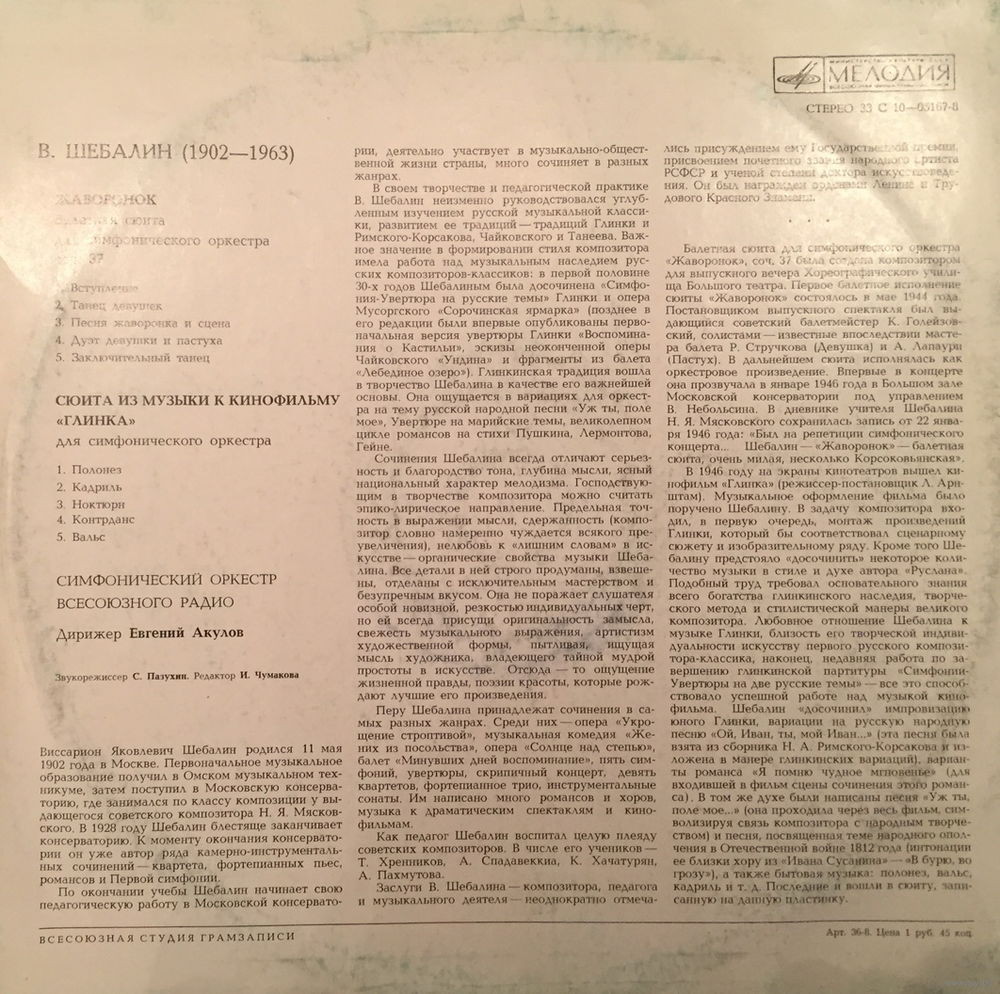 МЕЛОДИЯ
СТЕРЕО 33 С 10—05167-8
В. ШЕБАЛИН (1902—1963)
ЖАВОРОНОК
сюита
симфонического оркестра
37
Вступление
2. Танец девушек
3. Песня жаворонка и сцена
4. Дуэт девушки и пастуха
5. Заключительный танец
СЮИТА ИЗ МУЗЫКИ К КИНОФИЛЬМУ
«ГЛИНКА»
для симфонического оркестра
1. Полонез
2. Кадриль
3. Ноктюрн
4. Контрданс
5. Вальс
СИМФОНИЧЕСКИЙ ОРКЕСТР
ВСЕСОЮЗНОГО РАДИО
Дирижер Евгений Акулов
Звукорежиссер С. Пазухин. Редактор И. Чумакова
Виссарион Яковлевич Шебалин родился 11 мая
1902 года в Москве. Первоначальное музыкальное
образование получил в Омском музыкальном тех-
никуме, затем поступил в Московскую консерва-
торию, где занимался по классу композиции у вы-
дающегося советского композитора Н. Я. Мясков-
ского. В 1928 году Шебалин блестяще заканчивает
консерваторию. К моменту окончания консервато-
рии он уже автор ряда камерно-инструменталь-
ных сочинений — квартета, фортепианных пьес,
романсов и Первой симфонии.
По окончании учебы Шебалин начинает свою
педагогическую работу в Московской консервато-
рии, деятельно участвует в музыкально-общест-
венной жизни страны, много сочиняет в разных
жанрах.
В своем творчестве и педагогической практике
В. Шебалин неизменно руководствовался углуб-
ленным изучением русской музыкальной класси-
ки, развитием ее традиций — традиций Глинки и
Римского-Корсакова, Чайковского и Танеева. Важ-
ное значение в формировании стиля композитора
имела работа над музыкальным наследием рус-
ских композиторов-классиков: в первой половине
30-х годов Шебалиным была досочинена «Симфо-
ния-Увертюра на русские темы» Глинки и опера
Мусоргского «Сорочинская ярмарка» (позднее в
его редакции были впервые опубликованы перво-
начальная версия увертюры Глинки «Воспомина-
ния о Кастильи», эскизы неоконченной оперы
Чайковского «Ундина» и фрагменты из балета
«Лебединое озеро»). Глинкинская традиция вошла
в творчество Шебалина в качестве его важнейшей
основы. Она ощущается в вариациях для оркест-
ра на тему русской народной песни «Уж ты, поле
мое», Увертюре на марийские темы, великолепном
цикле романсов на стихи Пушкина, Лермонтова,
Гейне.
Сочинения Шебалина всегда отличают серьез-
ность и благородство тона, глубина мысли, ясный
национальный характер мелодизма. Господствую-
щим в творчестве композитора можно считать
эпико-лирическое направление. Предельная точ-
ность в выражении мысли, сдержанность (компо-
зитор словно намеренно чуждается всякого пре-
увеличения), нелюбовь к «лишним словам» в ис-
кусстве — органические свойства музыки Шеба-
лина. Все детали в ней строго продуманы, взвеше-
ны, отделаны с исключительным мастерством и
безупречным вкусом. Она не поражает слушателя
особой новизной, резкостью индивидуальных черт,
но ей всегда присущи оригинальность замысла,
свежесть музыкального выражения, артистизм
художественной формы, пытливая, ищущая
мысль художника, владеющего тайной мудрой
простоты в искусстве. Отсюда — то ощущение
жизненной правды, поэзии красоты, которые рож-
дают лучшие его произведения.
Перу Шебалина принадлежат сочинения в са-
мых разных жанрах. Среди них — опера «Укро-
щение строптивой», музыкальная комедия «Же-
них из посольства», опера «Солнце над степью»,
балет «Минувших дней воспоминание», пять сим-
фоний, увертюры, скрипичный концерт, девять
квартетов, фортепианное трио, инструментальные
сонаты. Им написано много романсов и хоров,
музыка к драматическим спектаклям и кино-
фильмам.
Как педагог Шебалин воспитал целую плеяду
советских композиторов. В числе его учеников —
Т. Хренников, А. Спадавеккиа, К. Хачатурян,
А. Пахмутова.
Заслуги В. Шебалина — композитора, педагога
и музыкального деятеля — неоднократно отмеча-
лись присуждением ему Государственной премии,
присвоением почетного звания народного артиста
РСФСР и ученой степени доктора искусствоведе-
ния. Он был награжден орденами Ленина и Тру-
дового Красного Знамени.
Балетная сюита для симфонического оркестра
«Жаворонок», соч. 37 была создана композитором
для выпускного вечера Хореографического учили-
ща Большого театра. Первое балетное исполнение
сюиты «Жаворонок» состоялось в мае 1944 года.
Постановщиком выпускного спектакля был вы-
дающийся советский балетмейстер К. Голейзов-
ский, солистами — известные впоследствии масте-
ра балета Р. Стручкова (Девушка) и А. Лапаури
(Пастух). В дальнейшем сюита исполнялась как
оркестровое произведение. Впервые в концерте
она прозвучала в январе 1946 года в Большом зале
Московской консерватории под управлением
В. Небольсина. В дневнике учителя Шебалина
Н. Я. Мясковского сохранилась запись от 22 янва-
ря 1946 года: «Был на репетиции симфонического
концерта... Шебалин — «Жаворонок» — балетная
сюита, очень милая, несколько Корсоковьянская».
В 1946 году на экраны кинотеатров вышел ки-
нофильм «Глинка» (режиссер-постановщик Л. Арн-
штам). Музыкальное оформление фильма было
поручено Шебалину. В задачу композитора вхо-
дил, в первую очередь, монтаж произведений
Глинки, который бы соответствовал сценарному
сюжету и изобразительному ряду. Кроме того Ше-
балину предстояло «досочинить» некоторое коли-
чество музыки в стиле и духе автора «Руслана».
Подобный труд требовал основательного знания
всего богатства глинкинского наследия, творче-
ского метода и стилистической манеры великого
композитора. Любовное отношение Шебалина к
музыке Глинки, близость его творческой индиви-
дуальности искусству первого русского компози-
тора-классика, наконец, недавняя работа по за-
вершению глинкинской партитуры «Симфонии-
Увертюры на две русские темы» — все это способ-
ствовало успешной работе над музыкой кино-
фильма. Шебалин «досочинил» импровизацию
юного Глинки, вариации на русскую народную
песню «Ой, Иван, ты, мой Иван...» (эта песня была
взята из сборника Н. А. Римского-Корсакова и из-
ложена в манере глинкинских вариаций), вариан-
ты романса «Я помню чудное мгновенье» (для
входившей в фильм сцены сочинения этого роман-
са). В том же духе были написаны песня «Уж ты,
поле мое...» (она проходила через весь фильм, сим-
волизируя связь композитора с народным творче-
ством) и песня, посвященная теме народного опол-
чения в Отечественной войне 1812 года (интонации
ее близки хору из «Ивана Сусанина» — «В бурю, во
грозу»), а также бытовая музыка: полонез, вальс,
кадриль и т. д. Последние и вошли в сюиту, запи-
санную на данную пластинку.
ВСЕСОЮЗНАЯ СТУДИЯ ГРАМЗАПИСИ
Арт. 36-8. Цена 1 руб. 45 коп.